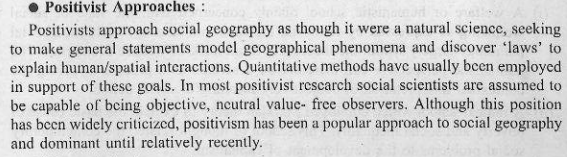 ● Positivist Approaches :
Positivists approach social geography as though it were a natural science, seeking
to make general statements model geographical phenomena and discover ‘laws’ to
explain human/spatial interactions. Quantitative methods have usually been employed
in support of these goals. In most positivist research social scientists are assumed to
be capable of being objective, neutral value- free observers. Although this position
has been widely criticized, positivism has been a popular approach to social geography
and dominant until relatively recently.